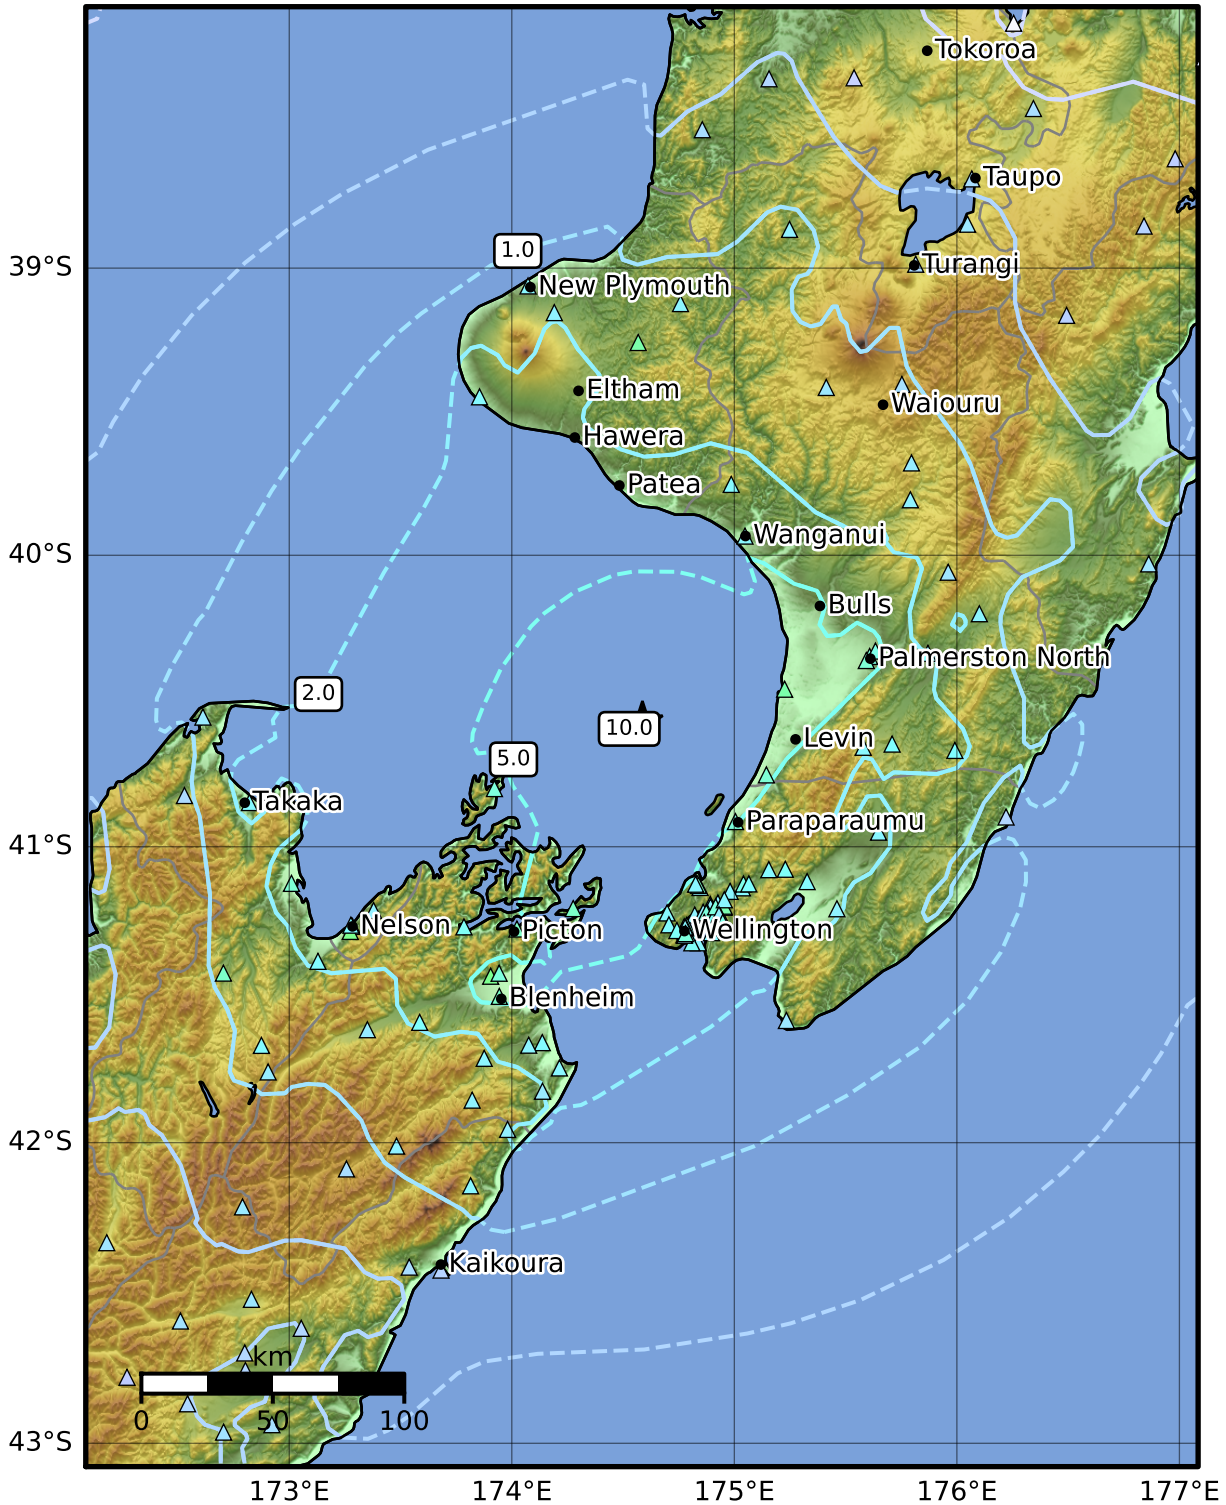 Tokoroa
Taupo
1.0
39°S
Turangi
New Plymouth
Eltham
Waiouru
Hawera
Patea
Wanganui
40°S
Bulls
Palmerston North
2.0
10.0
Levin
5.0
Takaka
Paraparaumu
41°S
Nelson
Picton
Wellington
Blenheim
42°S
Kaikoura
km
0 50 100
43°S
173°E 174°E 175°E 176°E 177°E